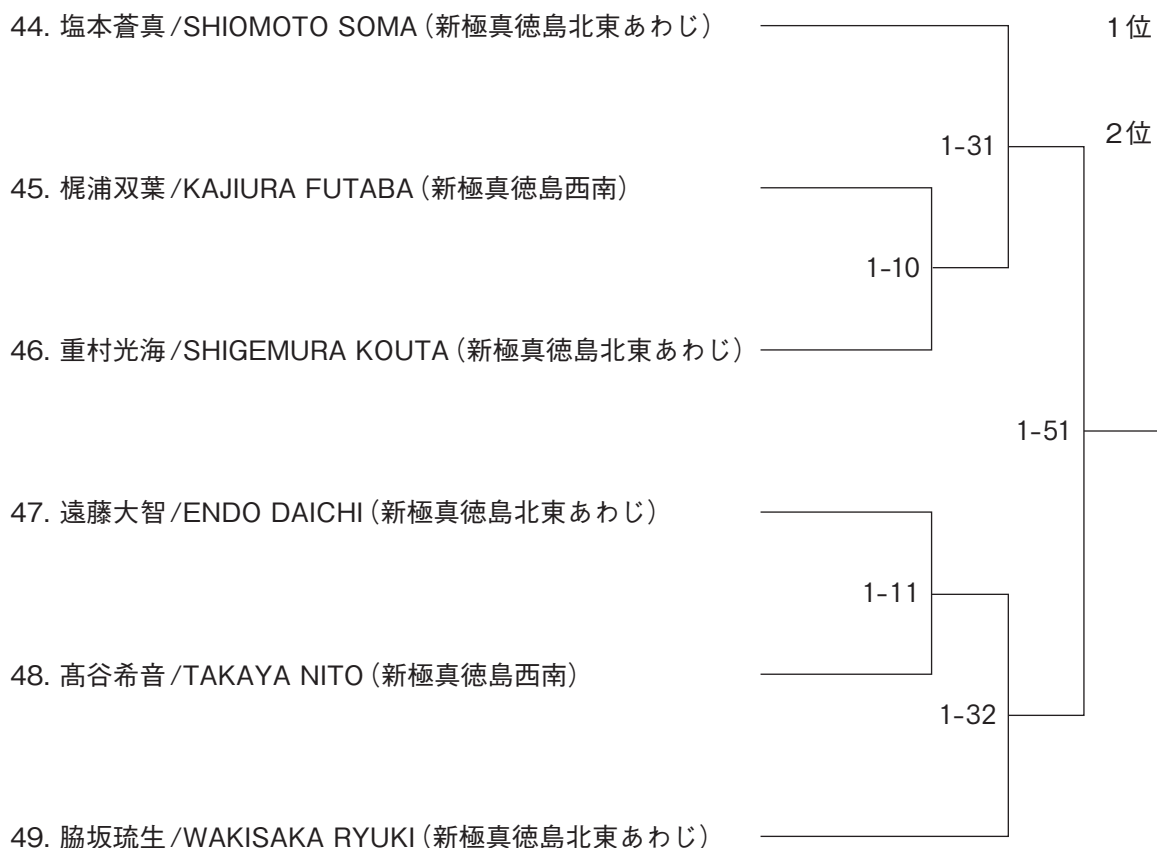 44. 塩本蒼真/SHIOMOTO SOMA（新極真徳島北東あわじ）
1位
1-31
2位
45. 梶浦双葉/KAJIURA FUTABA（新極真徳島西南）
1-10
46. 重村光海/SHIGEMURA KOUTA（新極真徳島北東あわじ）
1-51
47. 遠藤大智/ENDO DAICHI（新極真徳島北東あわじ）
1-11
48. 髙谷希音/TAKAYA NITO（新極真徳島西南）
1-32
49. 脇坂琉生/WAKISAKA RYUKI（新極真徳島北東あわじ）